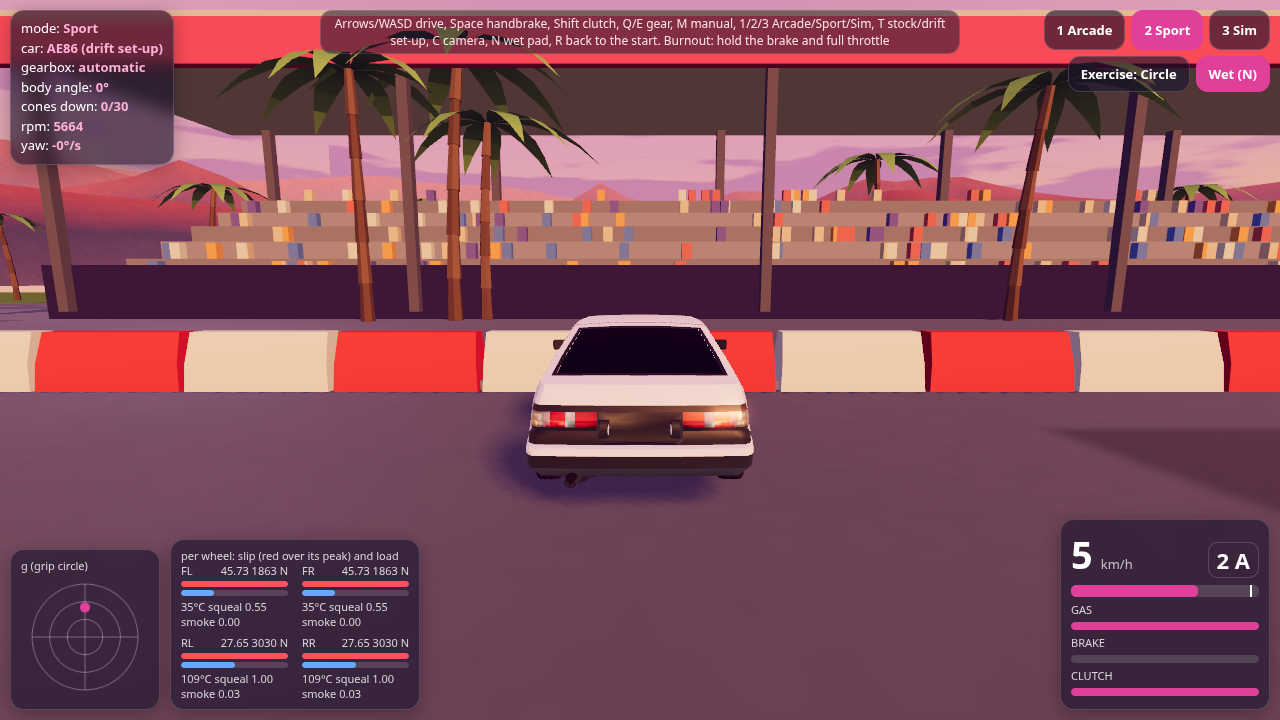 mode: Sport
car: AE86 (drift set-up)
gearbox: automatic
body angle: 0°
cones down: 0/30
rpm: 5664
yaw: -0°/s
Arrows/WASD drive, Space handbrake, Shift clutch, Q/E gear, M manual, 1/2/3 Arcade/Sport/Sim, T stock/drift
set-up, C camera, N wet pad, R back to the start. Burnout: hold the brake and full throttle
1 Arcade
2 Sport
3 Sim
Exercise: Circle
Wet (N)
g (grip circle)
per wheel: slip (red over its peak) and load
FL 45.73 1863 N
35°C squeal 0.55
smoke 0.00
FR 45.73 1863 N
35°C squeal 0.55
smoke 0.00
RL 27.65 3030 N
109°C squeal 1.00
smoke 0.03
RR 27.65 3030 N
109°C squeal 1.00
smoke 0.03
5 km/h
2 A
GAS
BRAKE
CLUTCH